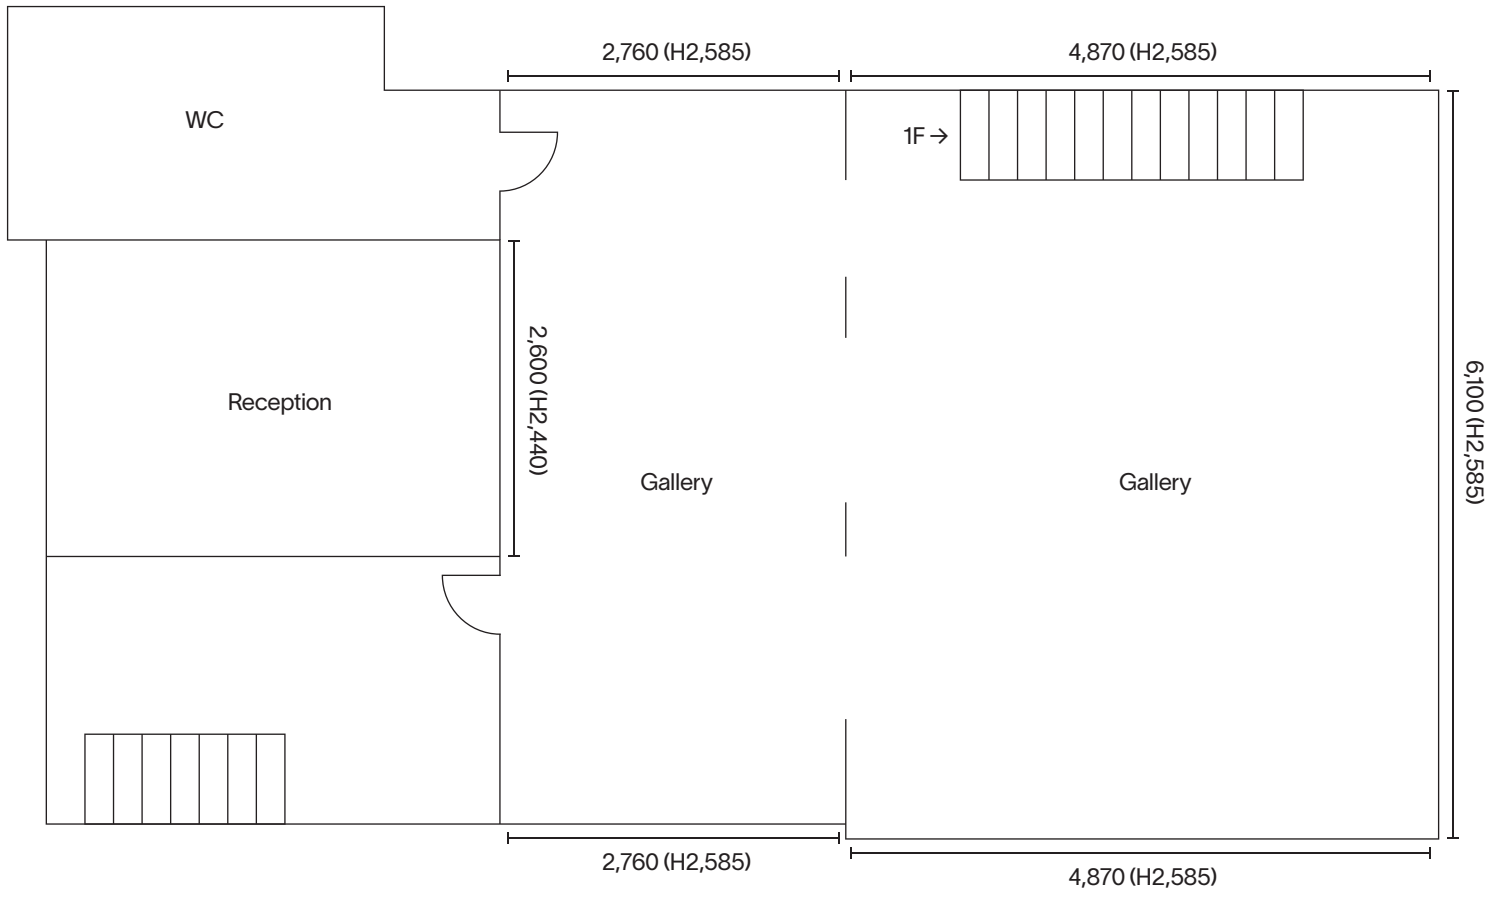 2,760 (H2,585)
4,870 (H2,585)
WC
1F →
2,600 (H2,440)
Reception
Gallery
Gallery
6,100 (H2,585)
2,760 (H2,585)
4,870 (H2,585)